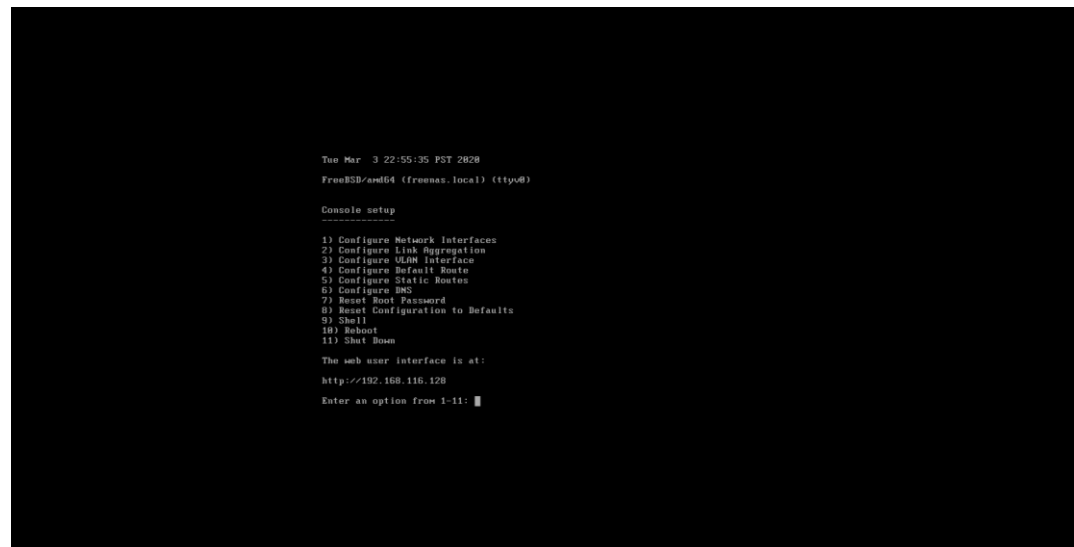 Tue Mar  3 22:55:35 PST 2020
FreeBSD/amd64 (freenas.local) (ttyv0)
Console setup
-------------
1) Configure Network Interfaces
2) Configure Link Aggregation
3) Configure VLAN Interface
4) Configure Default Route
5) Configure Static Routes
6) Configure DNS
7) Reset Root Password
8) Reset Configuration to Defaults
9) Shell
10) Reboot
11) Shut Down
The web user interface is at:
http://192.168.116.128
Enter an option from 1-11: